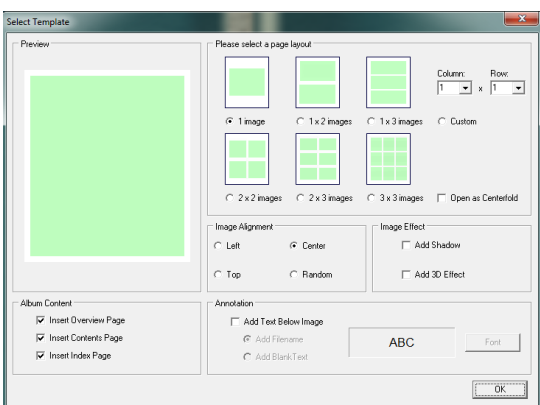 Select Template
Preview
Please select a page layout
Column: Row:
1 x 1
1 image 1 x 2 images 1 x 3 images Custom
2 x 2 images 2 x 3 images 3 x 3 images Open as Centerfold
Image Alignment
Left Center
Top Random
Image Effect
Add Shadow
Add 3D Effect
Album Content
Insert Overview Page
Insert Contents Page
Insert Index Page
Annotation
Add Text Below Image
Add Filename
Add BlankText
ABC
Font
OK